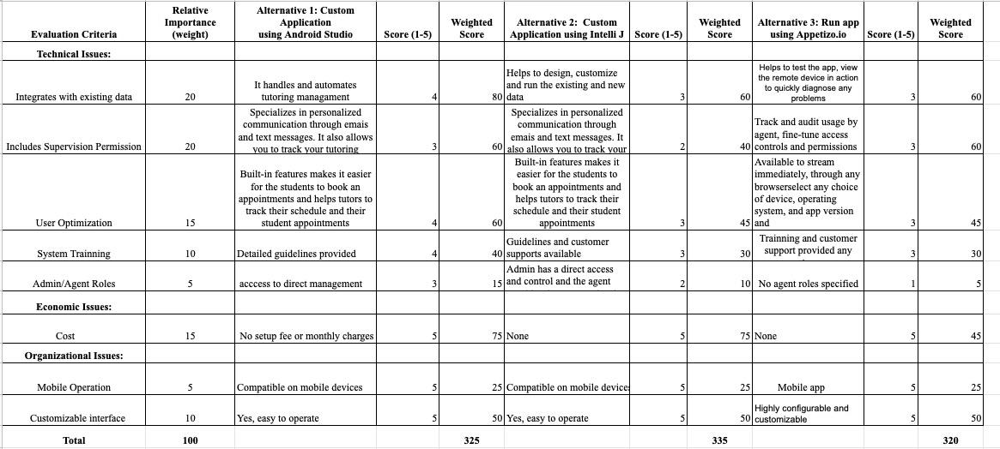 Evaluation Criteria Relative Importance (weight) Alternative 1: Custom Application using Android Studio Score (1-5) Weighted Score Alternative 2: Custom Application using Intelli J Score (1-5) Weighted Score Alternative 3: Run app using Appetizo.io Score (1-5) Weighted Score
Technical Issues:
Integrates with existing data 20 It handles and automates tutoring managament 4 80 Helps to design, customize and run the existing and new data 3 60 Helps to test the app, view the remote device in action to quickly diagnose any problems 3 60
Includes Supervision Permission 20 Specializes in personalized communication through emais and text messages. It also allows you to track your tutoring 3 60 Specializes in personalized communication through emais and text messages. It also allows you to track your 2 40 Track and audit usage by agent, fine-tune access controls and permissions 3 60
User Optimization 15 Built-in features makes it easier for the students to book an appointments and helps tutors to track their schedule and their student appointments 4 60 Built-in features makes it easier for the students to book an appointments and helps tutors to track their schedule and their student appointments 3 45 Available to stream immediately, through any browserselect any choice of device, operating system, and app version and 3 45
System Trainning 10 Detailed guidelines provided 4 40 Guidelines and customer supports available 3 30 Trainning and customer support provided any 3 30
Admin/Agent Roles 5 acccess to direct management 3 15 Admin has a direct access and control and the agent 2 10 No agent roles specified 1 5
Economic Issues:
Cost 15 No setup fee or monthly charges 5 75 None 5 75 None 5 45
Organizational Issues:
Mobile Operation 5 Compatible on mobile devices 5 25 Compatible on mobile devices 5 25 Mobile app 5 25
Customizable interface 10 Yes, easy to operate 5 50 Yes, easy to operate 5 50 Highly configurable and customizable 5 50
Total 100 325 335 320